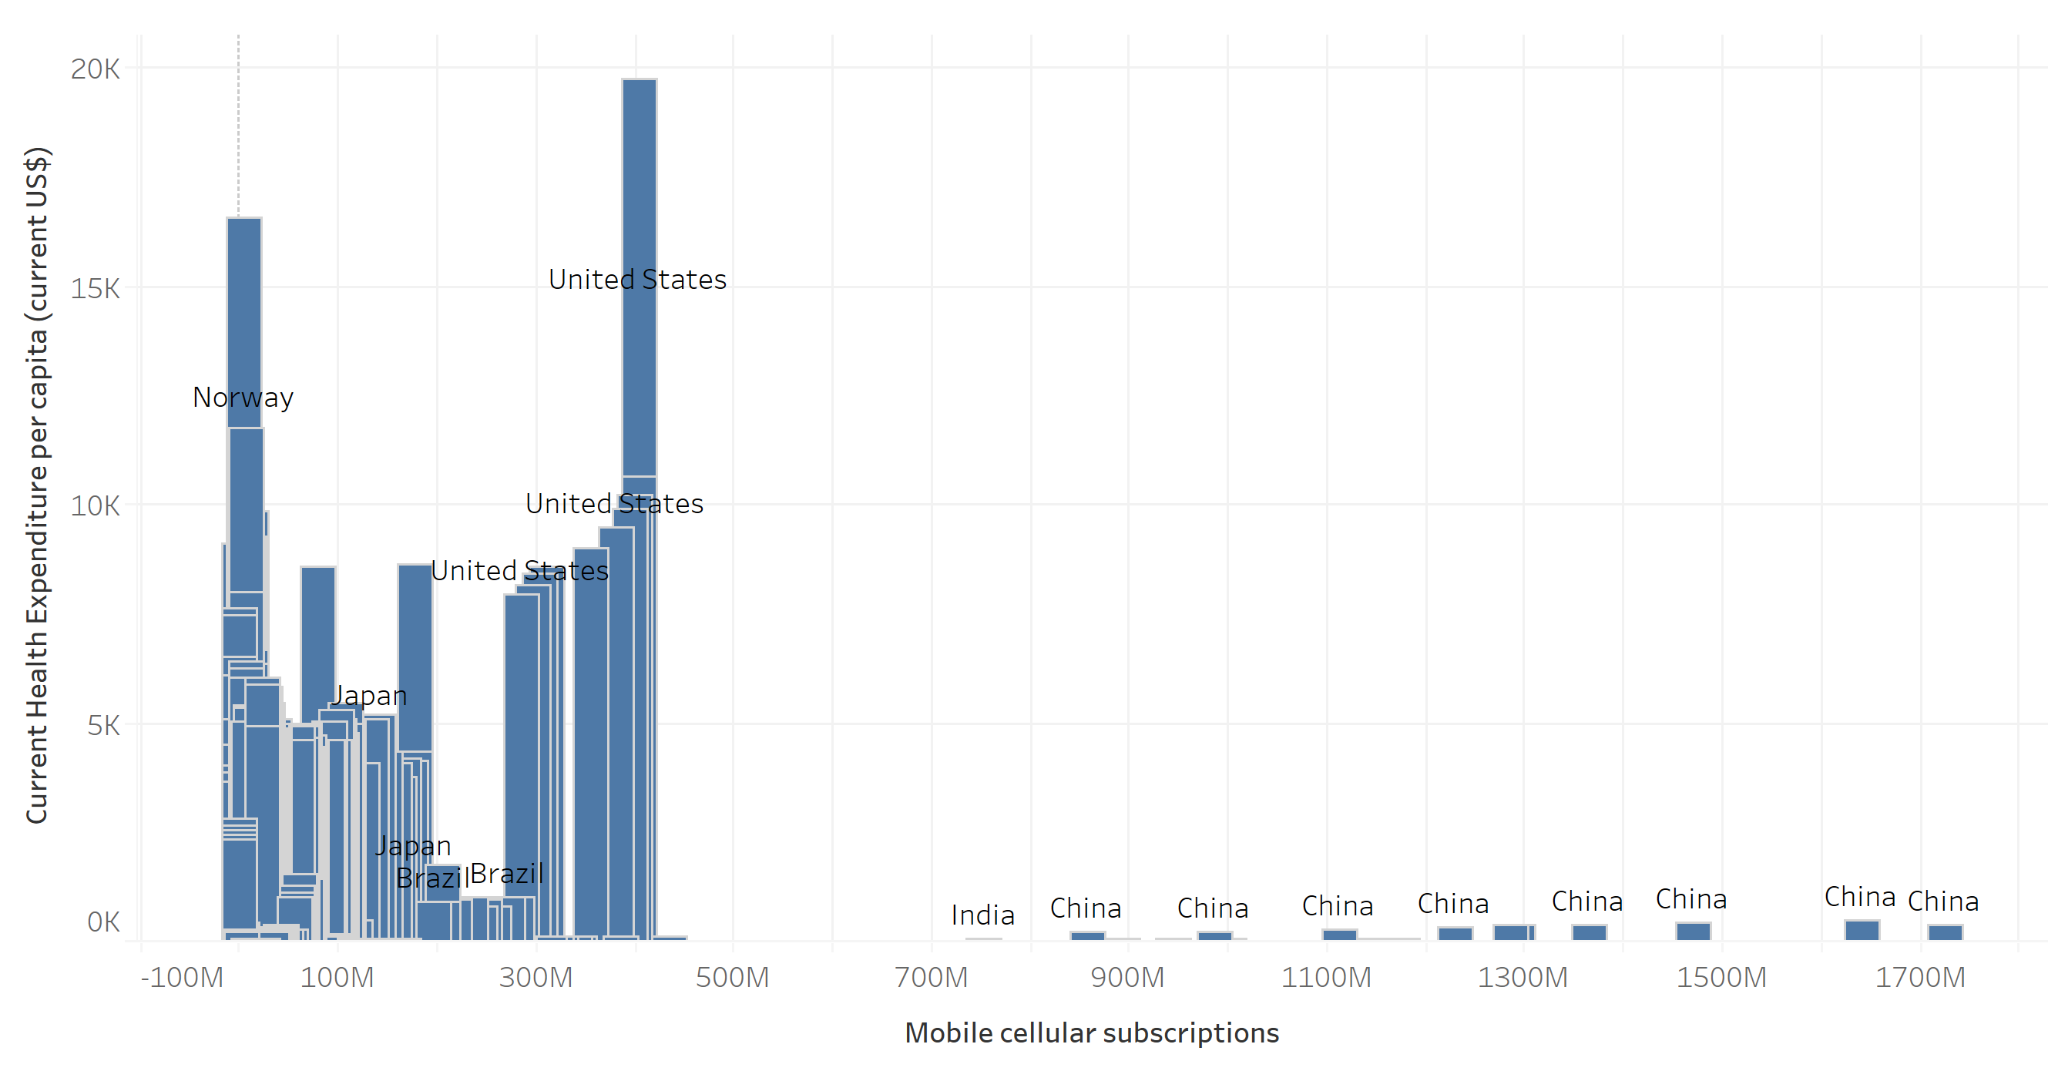 20K
15K
10K
5K
0K
Current Health Expenditure per capita (current US$)
United States
Norway
United States
United States
Japan
Japan
Brazil
Brazil
India
China
China
China
China
China
China
China
China
-100M
100M
300M
500M
700M
900M
1100M
1300M
1500M
1700M
Mobile cellular subscriptions